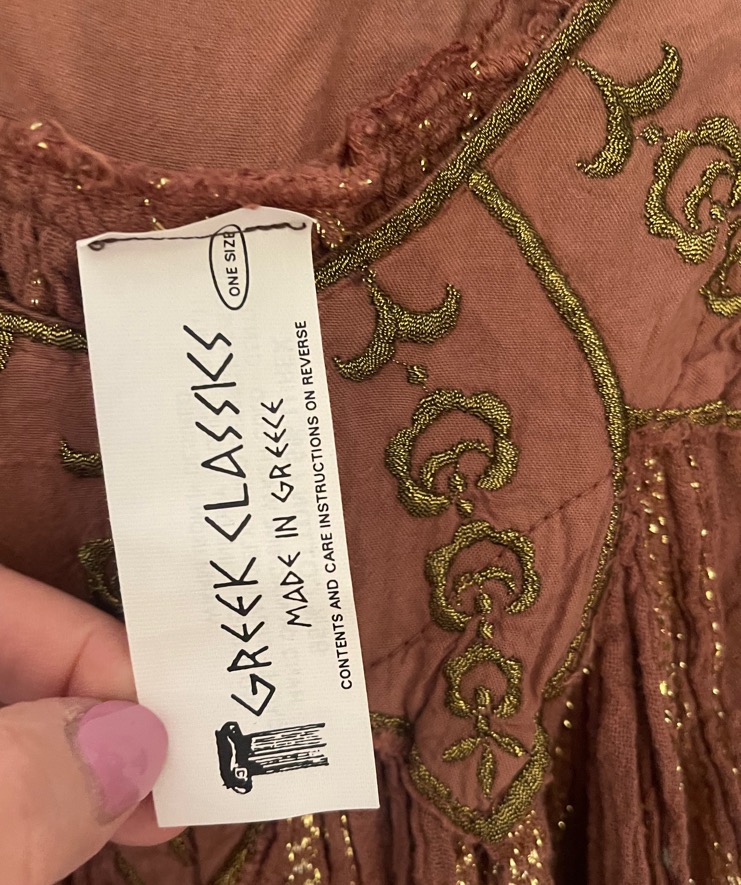 ONE SIZE
GREEK CLASSICS
MADE IN GREECE
CONTENTS AND CARE INSTRUCTIONS ON REVERSE